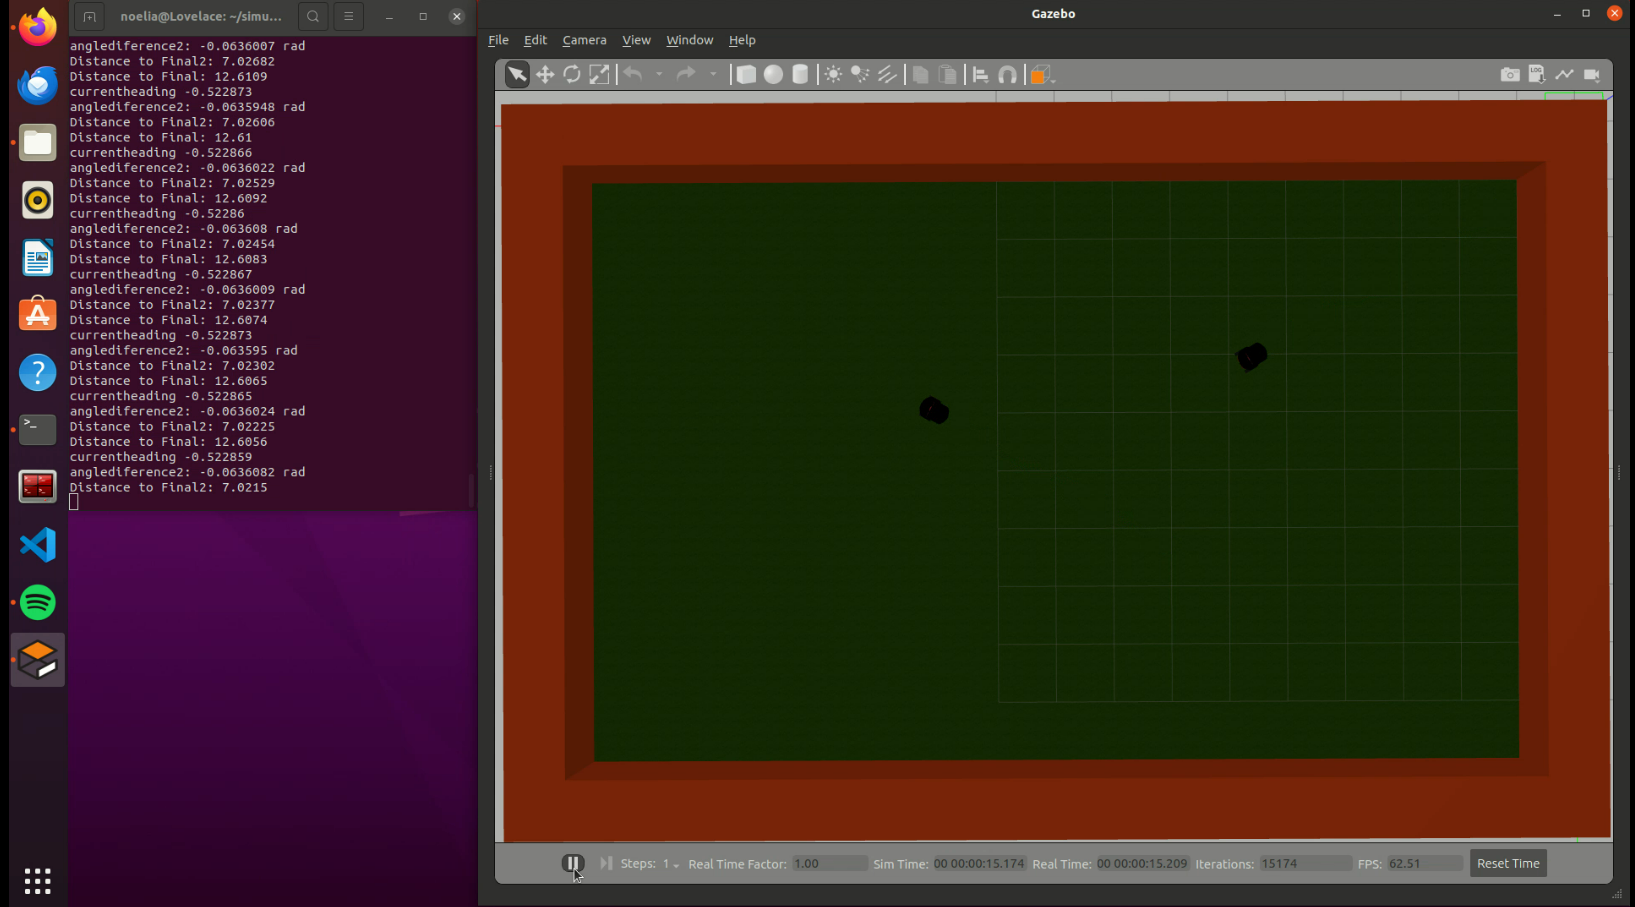 noelia@Lovelace: ~/simu...
anglediference2: -0.0636007 rad
Distance to Final2: 7.02682
Distance to Final: 12.6109
currentheading -0.522873
anglediference2: -0.0635948 rad
Distance to Final2: 7.02606
Distance to Final: 12.61
currentheading -0.522866
anglediference2: -0.0636022 rad
Distance to Final2: 7.02529
Distance to Final: 12.6092
currentheading -0.52286
anglediference2: -0.063608 rad
Distance to Final2: 7.02454
Distance to Final: 12.6083
currentheading -0.522867
anglediference2: -0.0636009 rad
Distance to Final2: 7.02377
Distance to Final: 12.6074
currentheading -0.522873
anglediference2: -0.063595 rad
Distance to Final2: 7.02302
Distance to Final: 12.6065
currentheading -0.522865
anglediference2: -0.0636024 rad
Distance to Final2: 7.02225
Distance to Final: 12.6056
currentheading -0.522859
anglediference2: -0.0636082 rad
Distance to Final2: 7.0215
Gazebo
File Edit Camera View Window Help
LOG
Steps: 1 Real Time Factor: 1.00 Sim Time: 00 00:00:15.174 Real Time: 00 00:00:15.209 Iterations: 15174 FPS: 62.51 Reset Time